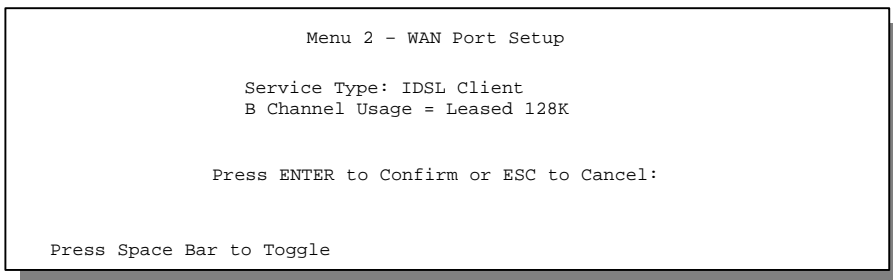 Menu 2 – WAN Port Setup
Service Type: IDSL Client
B Channel Usage = Leased 128K
Press ENTER to Confirm or ESC to Cancel:
Press Space Bar to Toggle